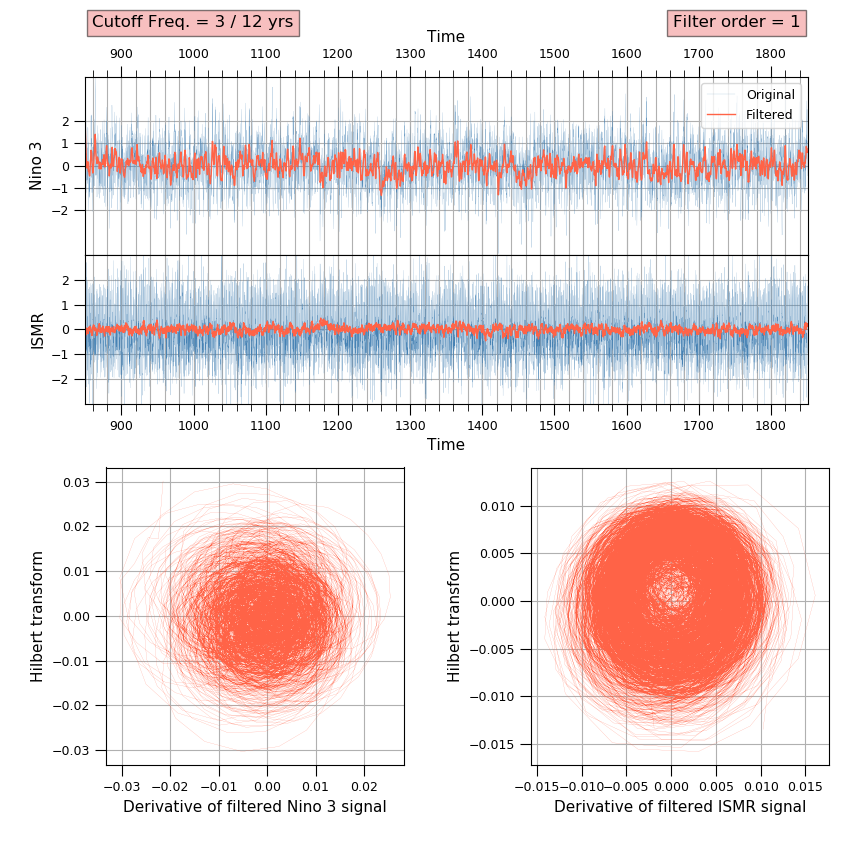 Cutoff Freq. = 3 / 12 yrs
Filter order = 1
Time
900 1000 1100 1200 1300 1400 1500 1600 1700 1800
Original
Filtered
Nino 3
2
1
0
−1
−2
ISMR
2
1
0
−1
−2
900 1000 1100 1200 1300 1400 1500 1600 1700 1800
Time
Hilbert transform
0.03
0.02
0.01
0.00
−0.01
−0.02
−0.03
−0.03 −0.02 −0.01 0.00 0.01 0.02
Derivative of filtered Nino 3 signal
Hilbert transform
0.010
0.005
0.000
−0.005
−0.010
−0.015
−0.015 −0.010 −0.005 0.000 0.005 0.010 0.015
Derivative of filtered ISMR signal